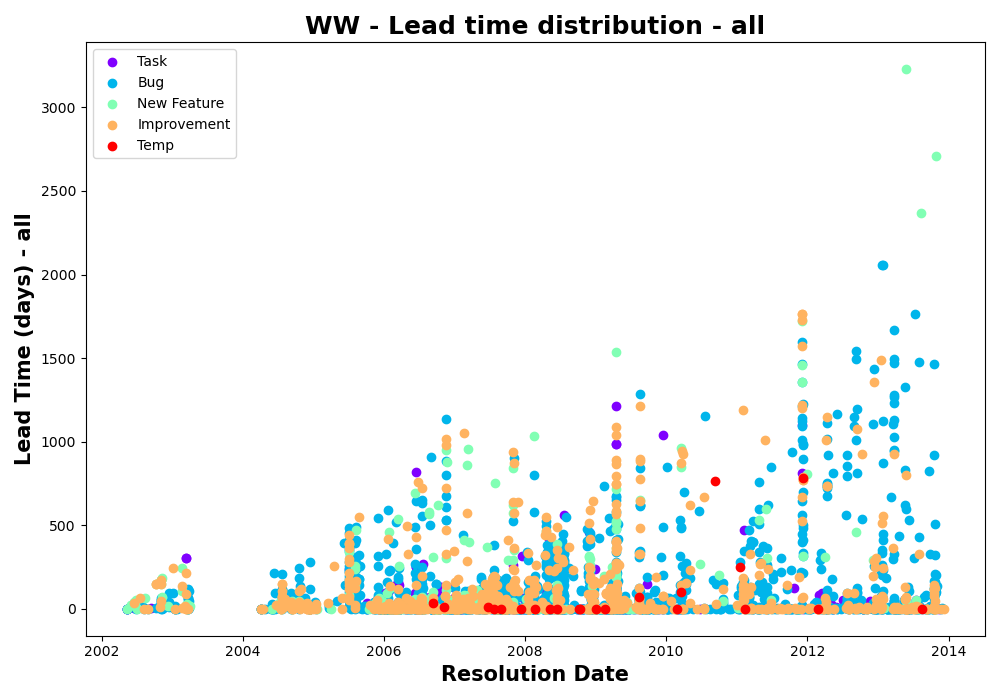 WW - Lead time distribution - all
Task
Bug
New Feature
Improvement
Temp
Lead Time (days) - all
3000
2500
2000
1500
1000
500
0
2002 2004 2006 2008 2010 2012 2014
Resolution Date